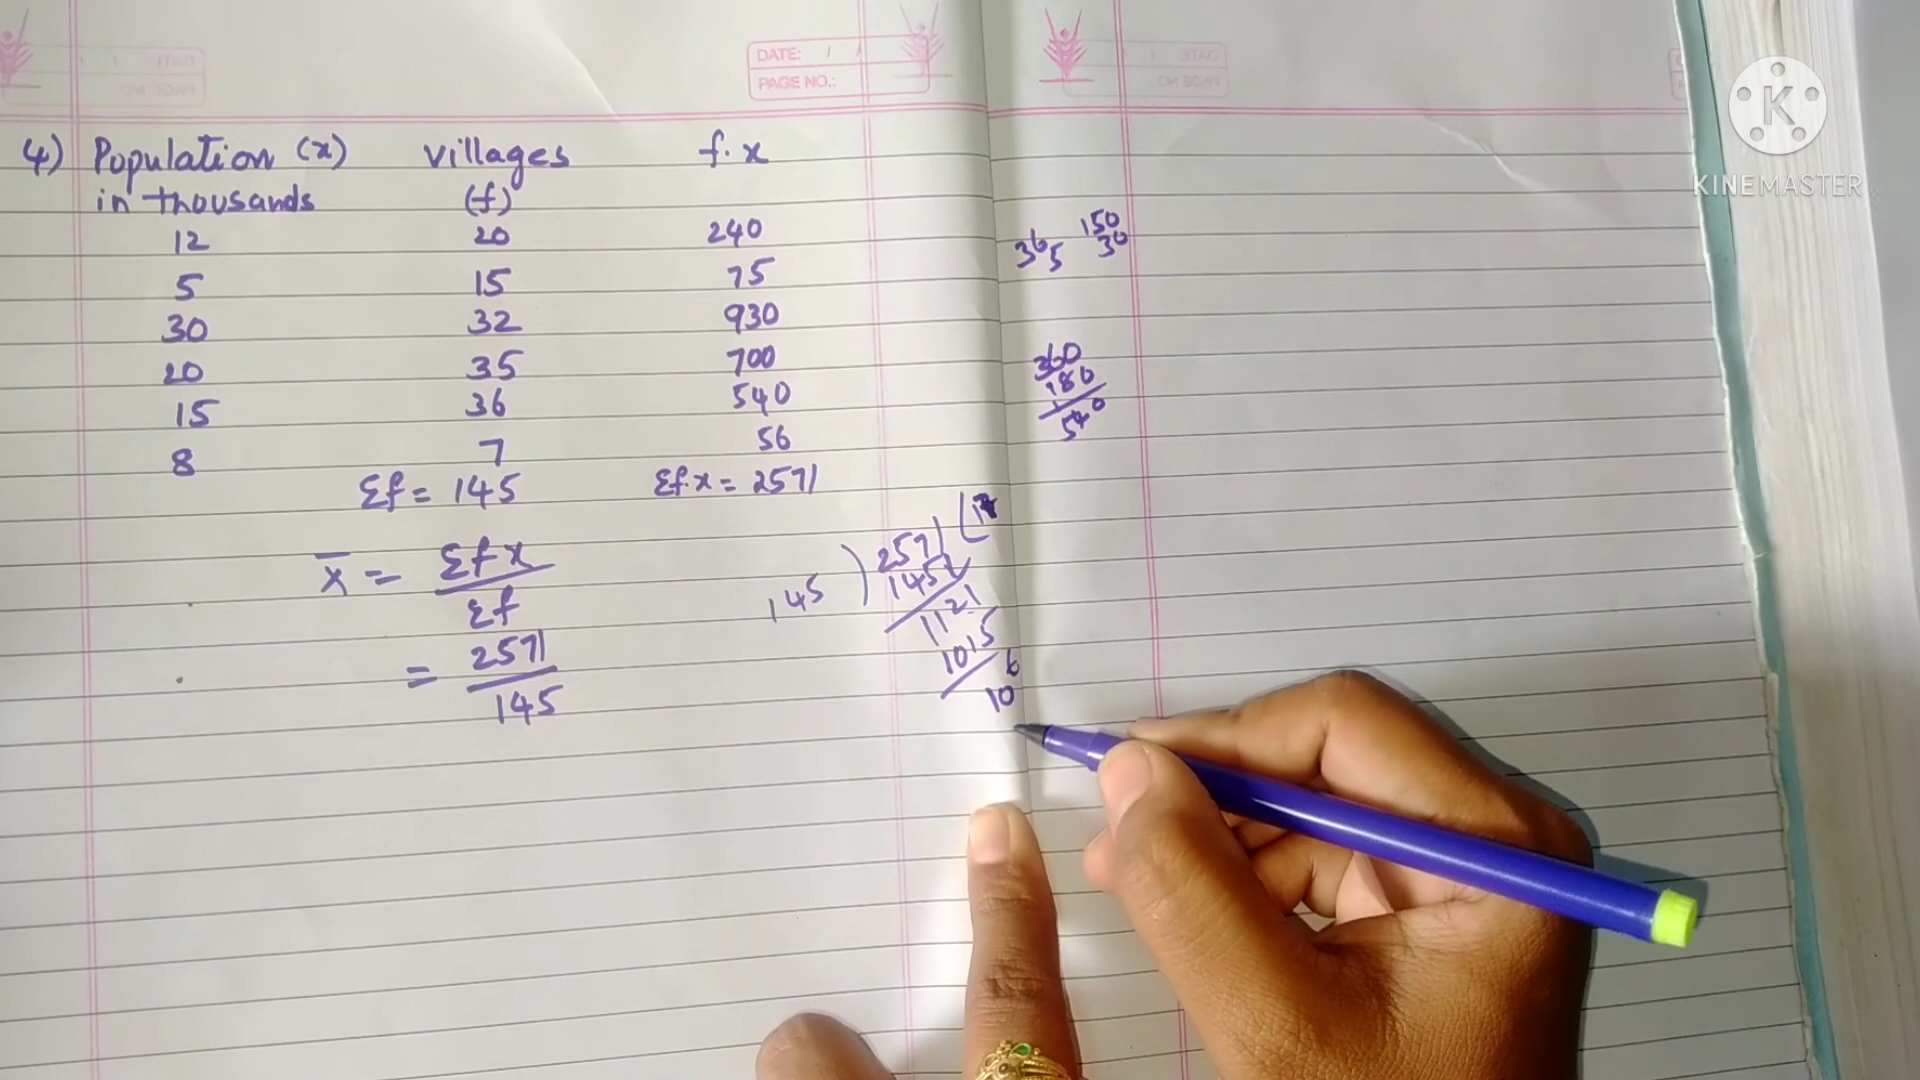 DATE: / /
PAGE NO.:
KINEMASTER
4) Population (x) Villages f.x
in thousands (f)
12 20 240
5 15 75
30 32 930
20 35 700
15 36 540
8 7 56
Σf = 145 Σf.x = 2571
x̄ = Σfx / Σf
= 2571 / 145
145 ) 2571 (
145
1121
1015
106
36
5
150
30
360
180
540